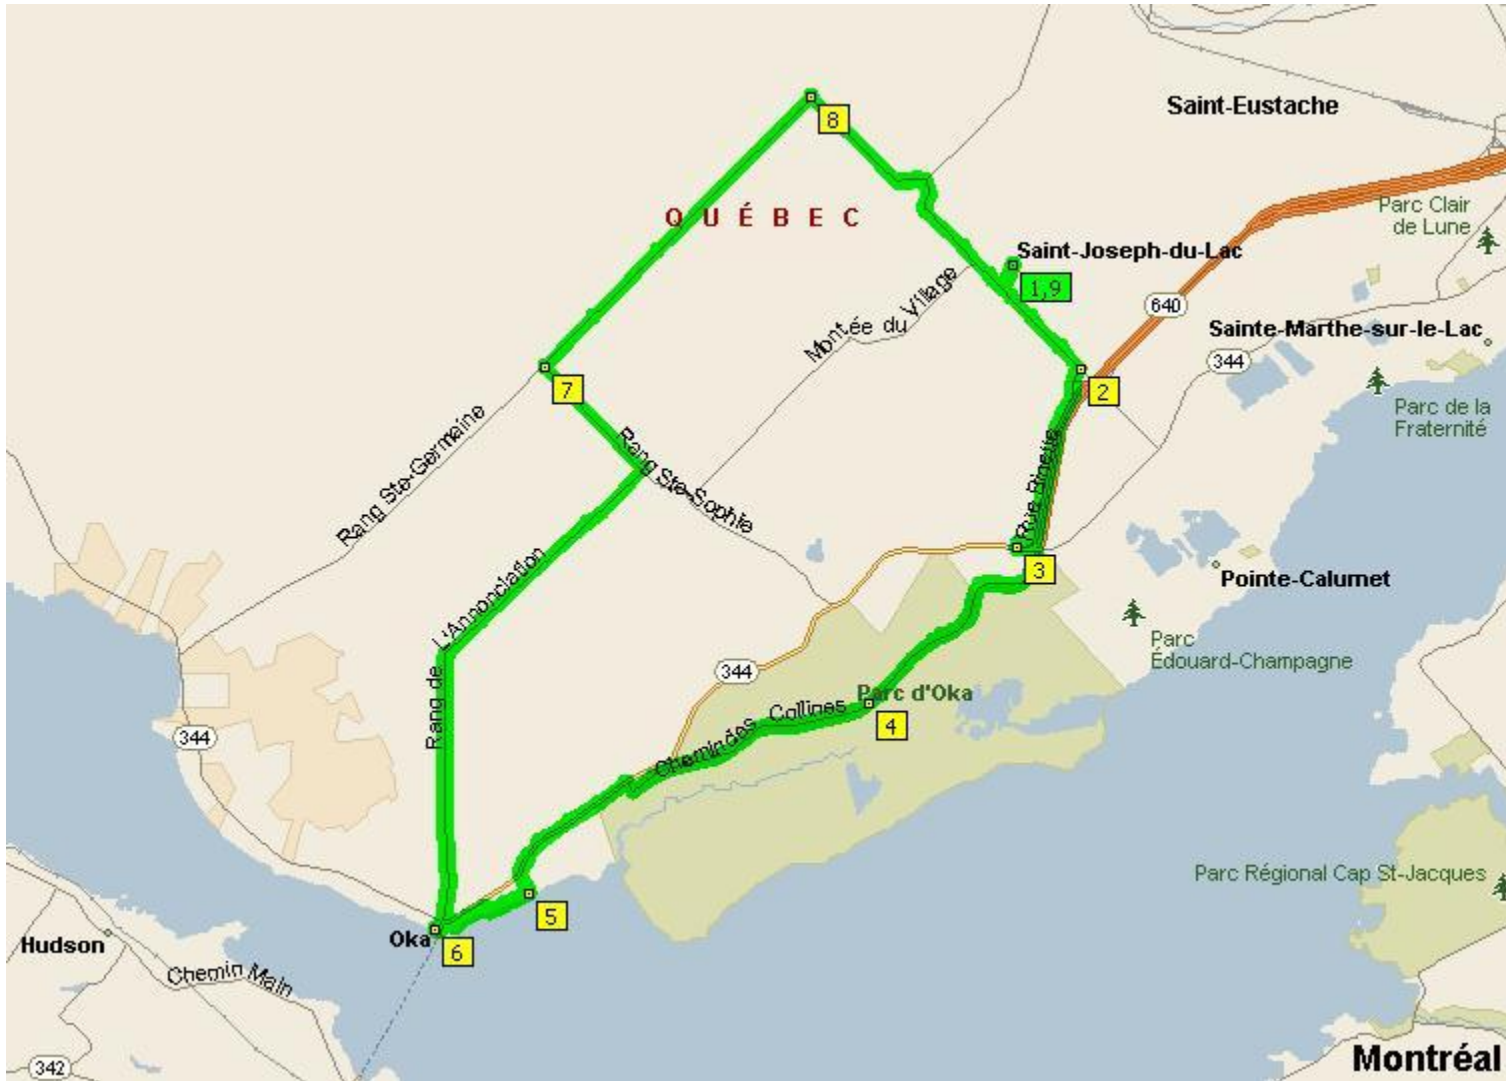 Saint-Eustache
8
Parc Clair
de Lune
Q U É B E C
Saint-Joseph-du-Lac
1,9
640
Sainte-Marthe-sur-le-Lac
Montée du Village
344
7
2
Parc de la
Fraternité
Rang Ste-Germaine
Rang Ste-Sophie
Rue Binette
3
Pointe-Calumet
Rang de L'Annonciation
Parc
Édouard-Champagne
344
Parc d'Oka
Chemin des Collines
4
344
Parc Régional Cap St-Jacques
5
Oka
6
Hudson
Chemin Main
342
Montréal